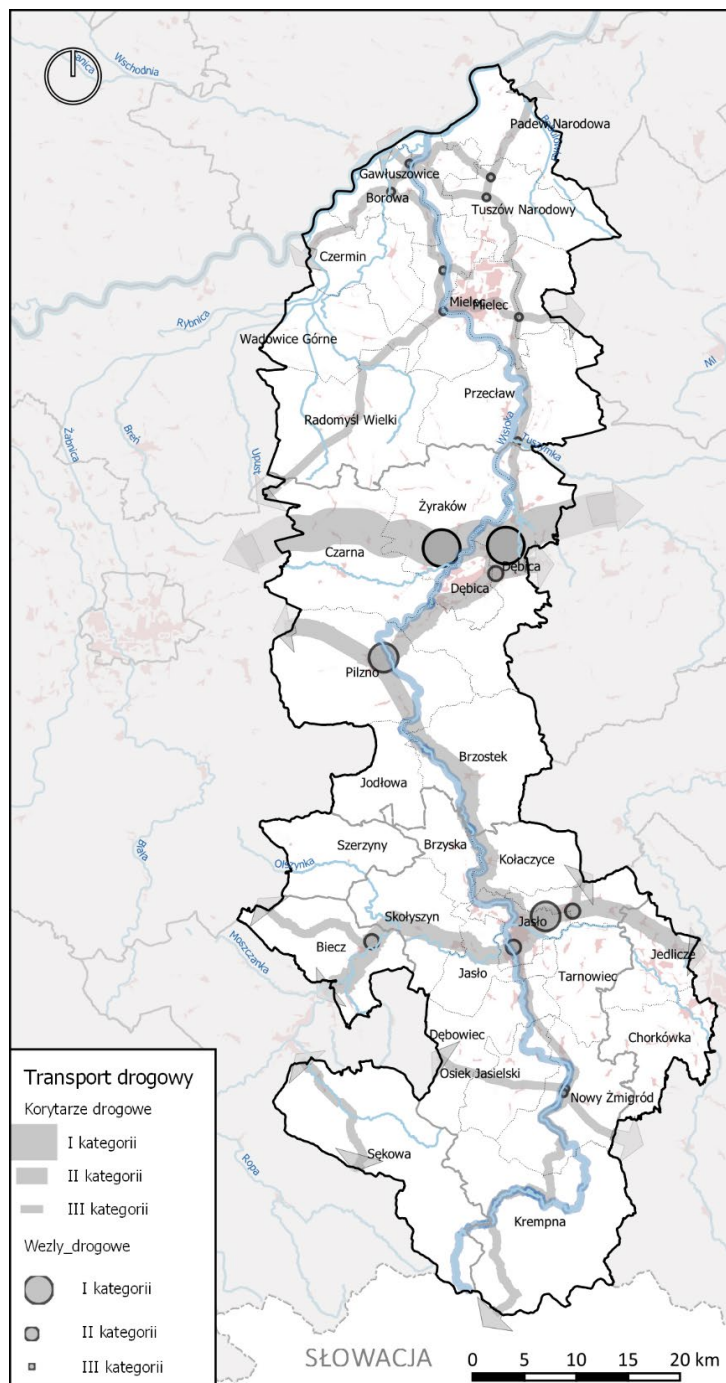 Wschodnia
Padew Narodowa
Gawłuszowice
Borowa
Tuszów Narodowy
Czermin
Rybnica
Mielec
Mielec
Wadowice Górne
Przecław
Radomyśl Wielki
Żabnica
Breń
Upust
Wisłoka
Tuszymka
Żyraków
Czarna
Dębica
Dębica
Pilzno
Brzostek
Jodłowa
Szerzyny
Brzyska
Kołaczyce
Olszynka
Biała
Skołyszyn
Biecz
Moszczanka
Jasło
Jasło
Jedlicze
Tarnowiec
Chorkówka
Dębowiec
Osiek Jasielski
Nowy Żmigród
Sękowa
Ropa
Krempna
Transport drogowy
Korytarze drogowe
I kategorii
II kategorii
III kategorii
Wezly_drogowe
I kategorii
II kategorii
III kategorii
SŁOWACJA
0 5 10 15 20 km